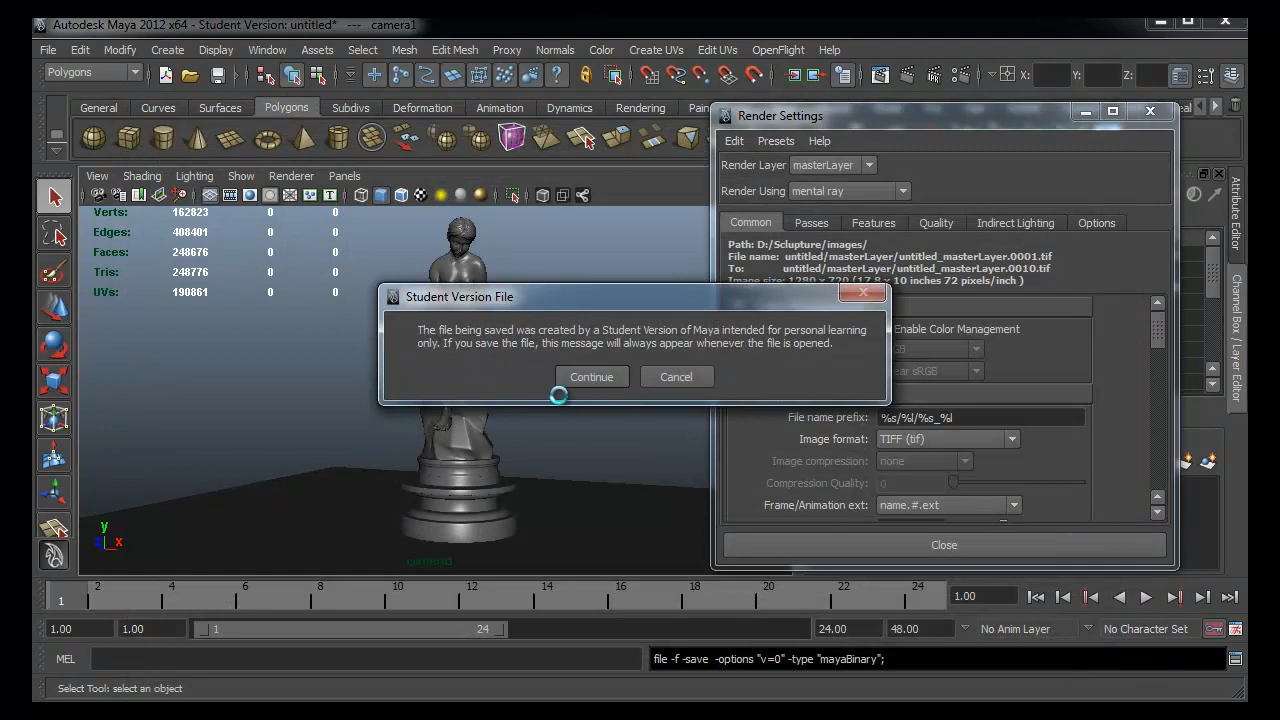 Autodesk Maya 2012 x64 - Student Version: untitled* --- camera1
File Edit Modify Create Display Window Assets Select Mesh Edit Mesh Proxy Normals Color Create UVs Edit UVs OpenFlight Help
Polygons X: Y: Z:
General Curves Surfaces Polygons Subdivs Deformation Animation Dynamics Rendering
View Shading Lighting Show Renderer Panels
Verts: 162823 0 0
Edges: 408401 0 0
Faces: 248676 0 0
Tris: 248776 0 0
UVs: 190861 0 0
camera1
y
z x
Render Settings
Edit Presets Help
Render Layer masterLayer
Render Using mental ray
Common Passes Features Quality Indirect Lighting Options
Path: D:/Sclupture/images/
File name: untitled/masterLayer/untitled_masterLayer.0001.tif
To: untitled/masterLayer/untitled_masterLayer.0010.tif
Image size: 1280 x 720 (17.8 x 10 inches 72 pixels/inch )
Enable Color Management
File name prefix: %s/%l/%s_%l
Image format: TIFF (tif)
Image compression: none
Compression Quality: 0
Frame/Animation ext: name.#.ext
Close
Attribute Editor
Channel Box / Layer Editor
Student Version File
The file being saved was created by a Student Version of Maya intended for personal learning
only. If you save the file, this message will always appear whenever the file is opened.
Continue Cancel
1 2 4 6 8 10 12 14 16 18 20 22 24 1.00
1.00 1.00 1 24 24.00 48.00 No Anim Layer No Character Set
MEL file -f -save -options "v=0" -type "mayaBinary";
Select Tool: select an object